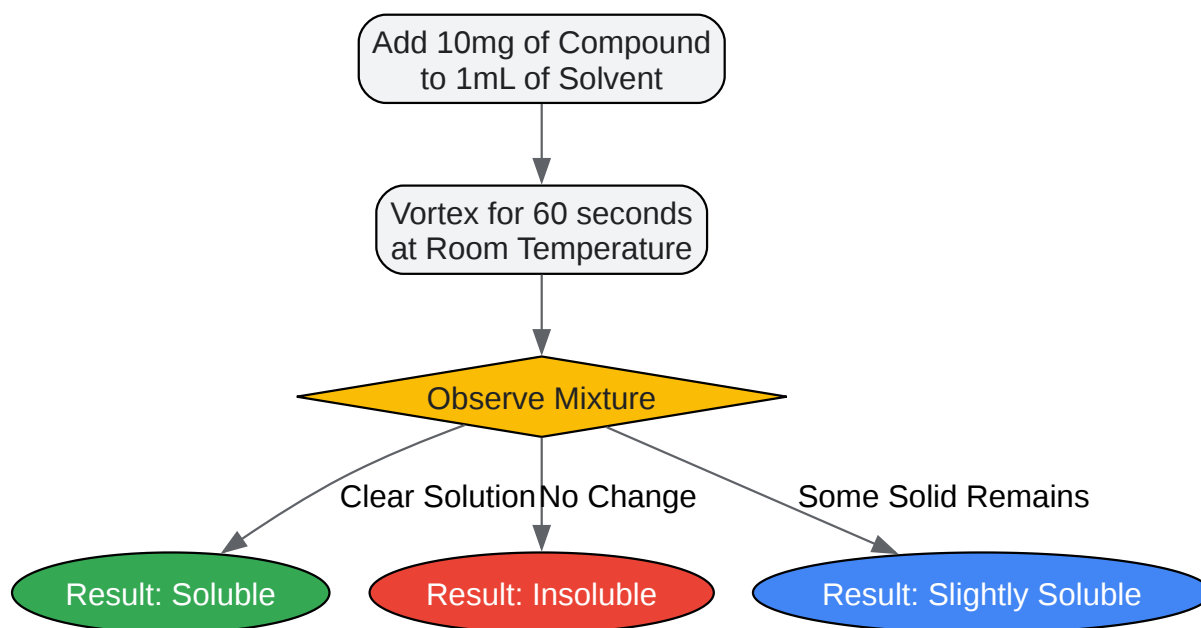 Add 10mg of Compound
to 1mL of Solvent
Vortex for 60 seconds
at Room Temperature
Observe Mixture
Clear Solution
No Change
Some Solid Remains
Result: Soluble
Result: Insoluble
Result: Slightly Soluble